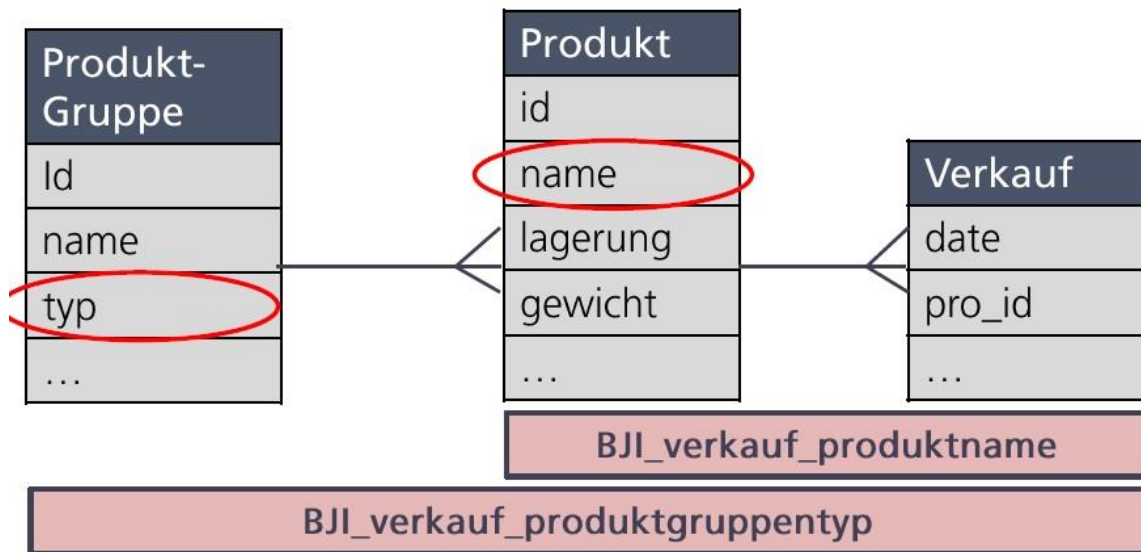 Produkt-
Gruppe
Id
name
typ
...
Produkt
id
name
lagerung
gewicht
...
Verkauf
date
pro_id
...
BJI_verkauf_produktname
BJI_verkauf_produktgruppentyp